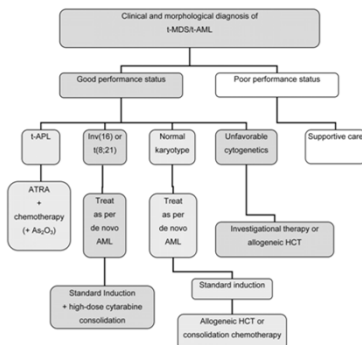 Clinical and morphological diagnosis of
t-MDS/t-AML
Good performance status
Poor performance status
t-APL
Inv(16) or
t(8;21)
Normal
karyotype
Unfavorable
cytogenetics
Supportive care
ATRA
+
chemotherapy
(+ As₂O₃)
Treat
as per
de novo
AML
Treat
as per
de novo
AML
Investigational therapy or
allogeneic HCT
Standard Induction
+ high-dose cytarabine
consolidation
Standard induction
Allogeneic HCT or
consolidation chemotherapy